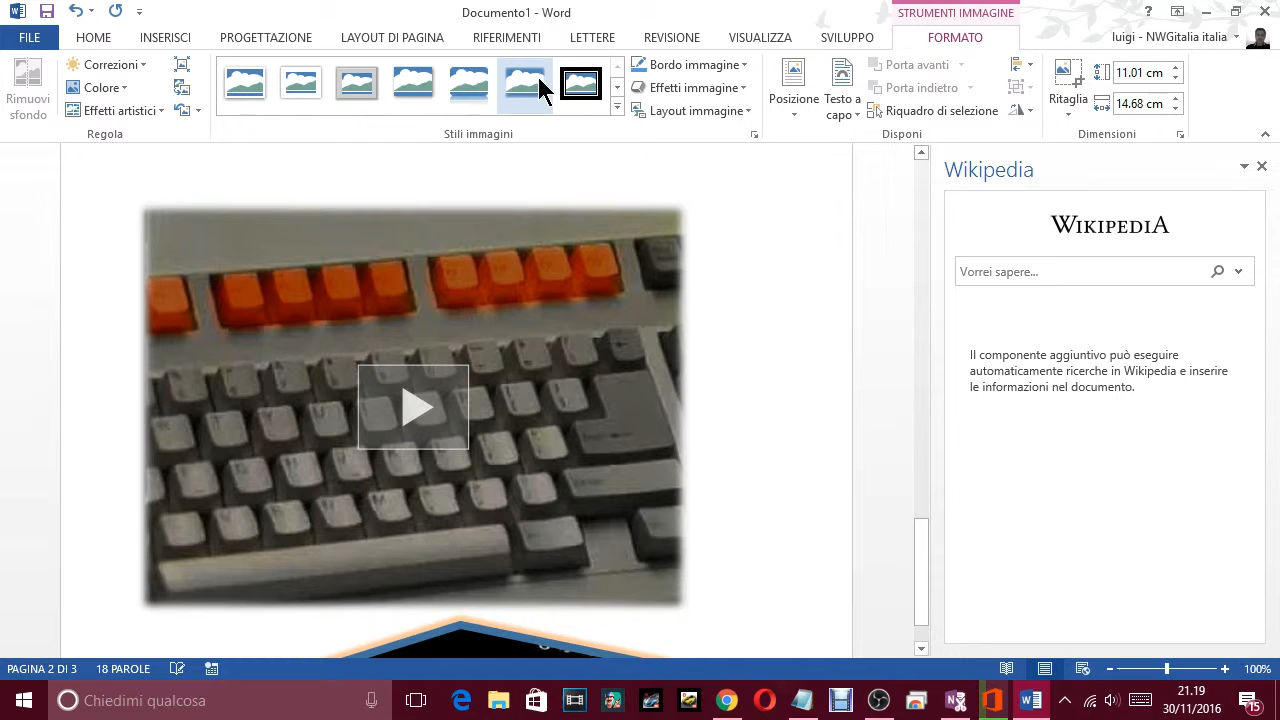 Documento1 - Word
STRUMENTI IMMAGINE
FILE HOME INSERISCI PROGETTAZIONE LAYOUT DI PAGINA RIFERIMENTI LETTERE REVISIONE VISUALIZZA SVILUPPO FORMATO
luigi - NWGitalia italia
Rimuovi sfondo
Correzioni
Colore
Effetti artistici
Regola
Bordo immagine
Effetti immagine
Layout immagine
Stili immagini
Posizione
Testo a capo
Porta avanti
Porta indietro
Riquadro di selezione
Disponi
Ritaglia
11.01 cm
14.68 cm
Dimensioni
Wikipedia
WIKIPEDIA
Vorrei sapere...
Il componente aggiuntivo può eseguire
automaticamente ricerche in Wikipedia e inserire
le informazioni nel documento.
PAGINA 2 DI 3 18 PAROLE 100%
Chiedimi qualcosa
21.19
30/11/2016
15